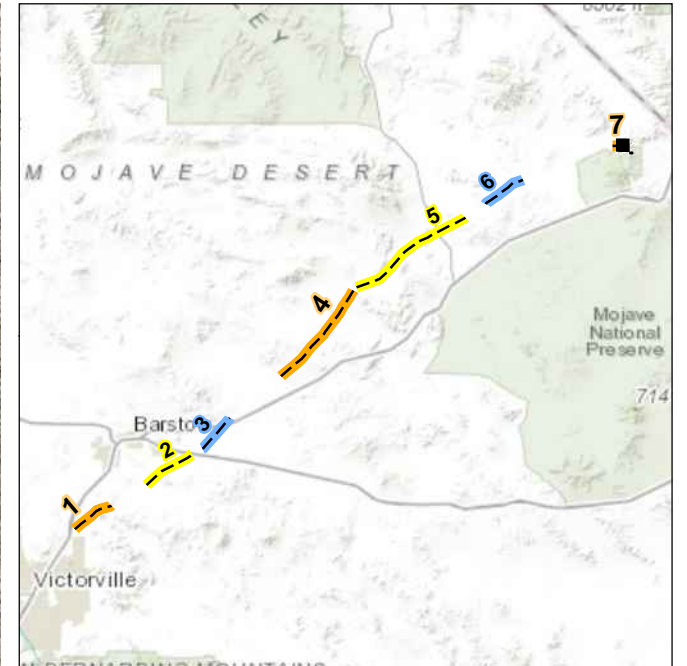 E Y
7
MOJAVE DESERT
6
5
4
Mojave
National
Preserve
714
Barsto
3
2
1
Victorville